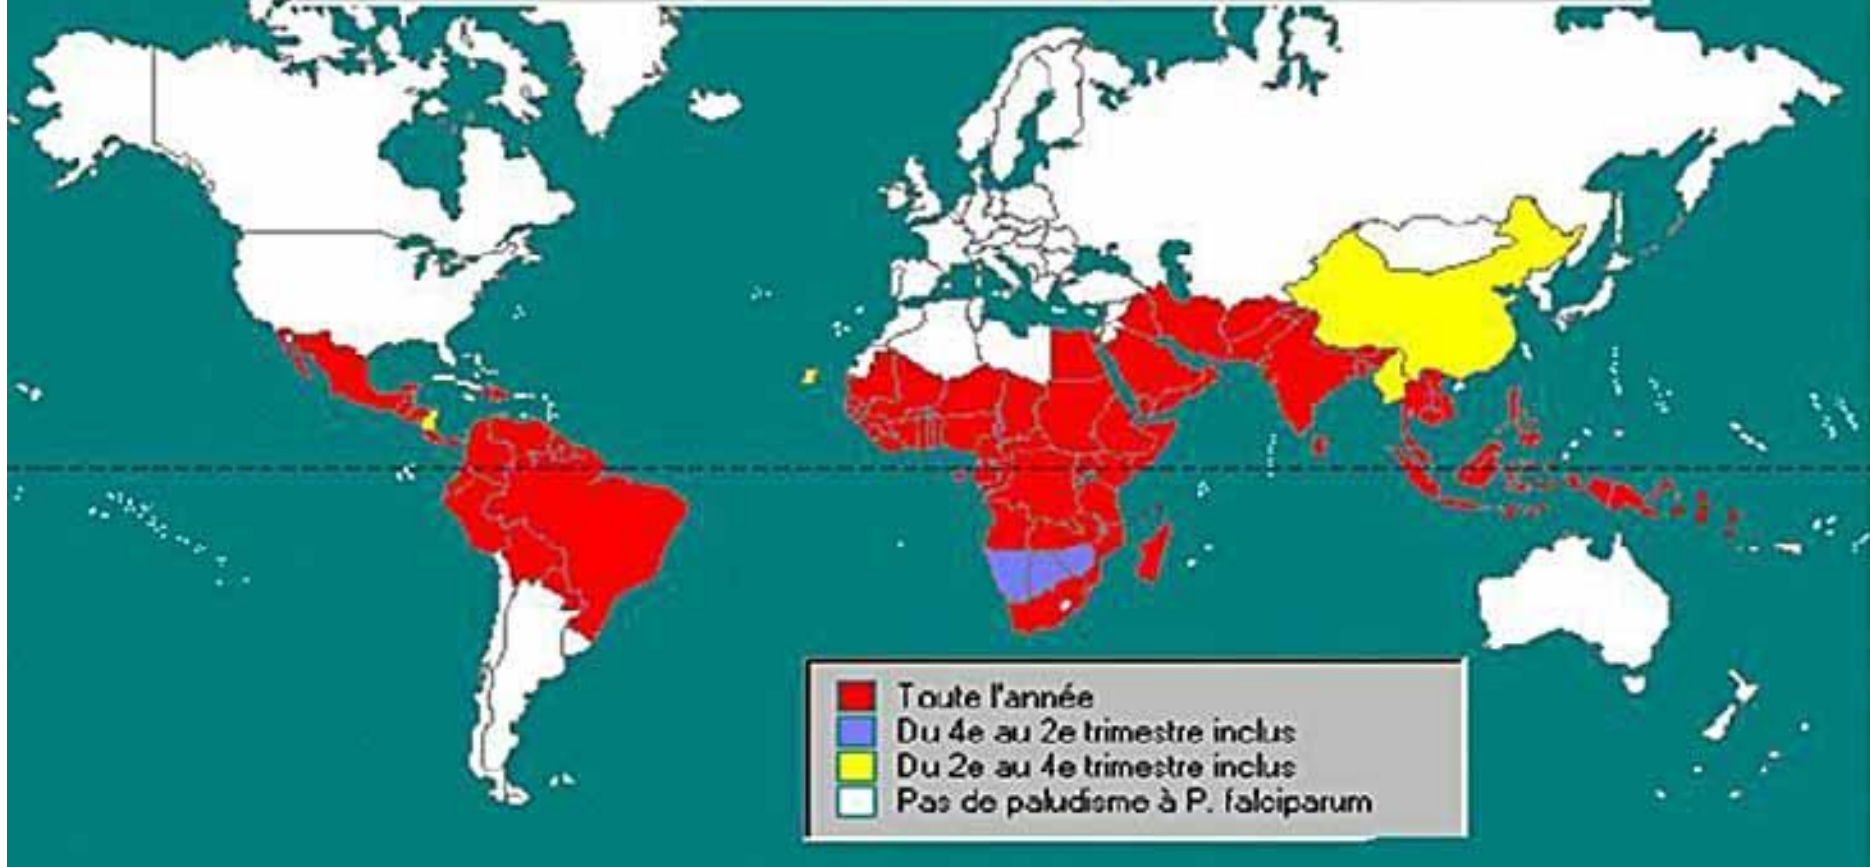 Toute l'année
Du 4e au 2e trimestre inclus
Du 2e au 4e trimestre inclus
Pas de paludisme à P. falciparum